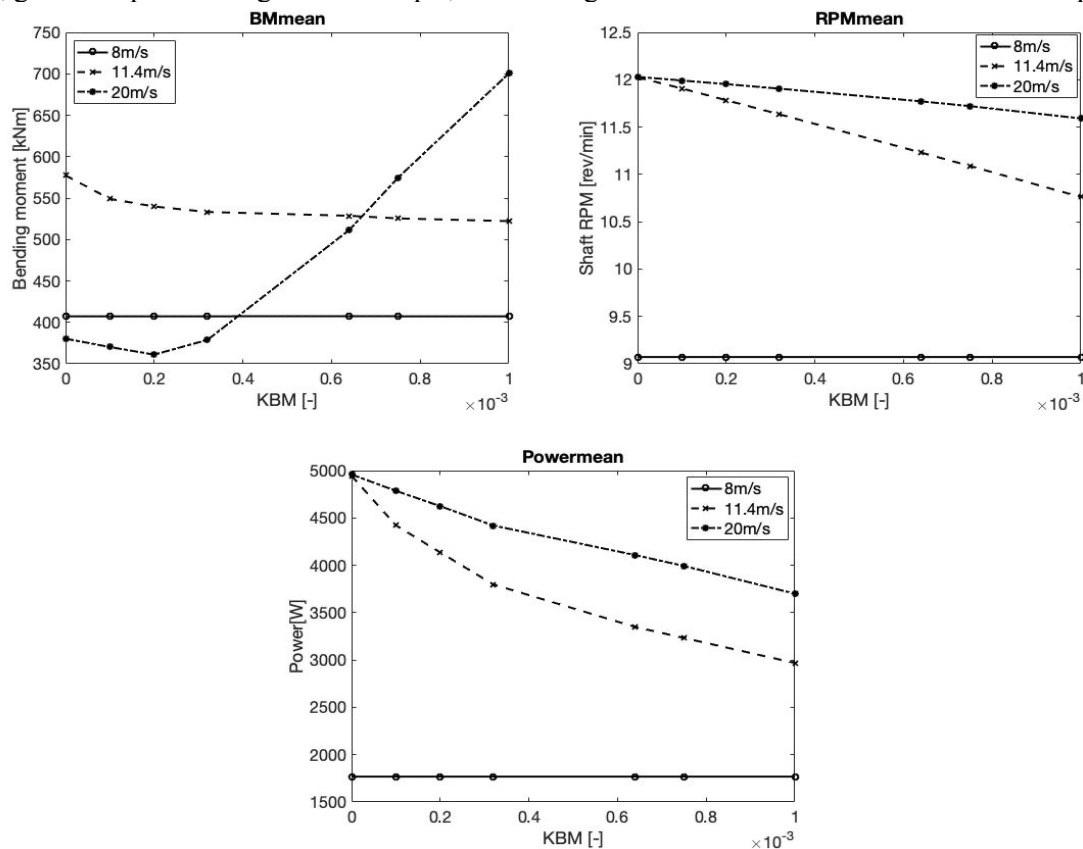 BMmean
750
700
650
600
550
500
450
400
350
Bending moment [kNm]
8m/s
11.4m/s
20m/s
0
0.2
0.4
0.6
0.8
1
KBM [-]
×10⁻³
RPMmean
12.5
12
11.5
11
10.5
10
9.5
9
Shaft RPM [rev/min]
8m/s
11.4m/s
20m/s
0
0.2
0.4
0.6
0.8
1
KBM [-]
×10⁻³
Powermean
5000
4500
4000
3500
3000
2500
2000
1500
Power[W]
8m/s
11.4m/s
20m/s
0
0.2
0.4
0.6
0.8
1
KBM [-]
×10⁻³